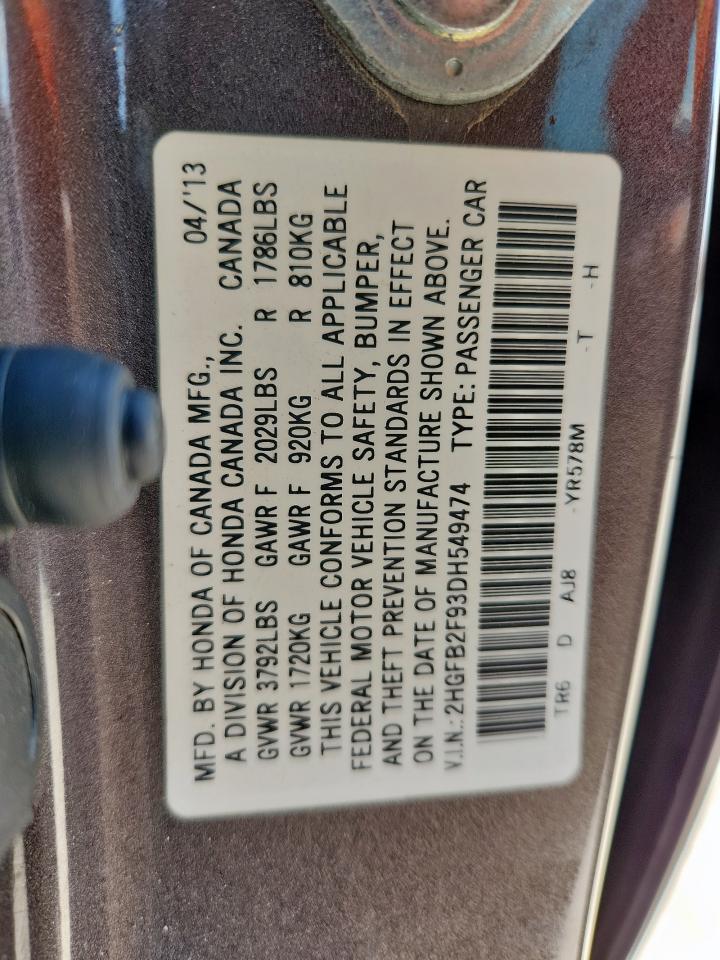 MFD. BY HONDA OF CANADA MFG., 04/'13
A DIVISION OF HONDA CANADA INC. CANADA
GVWR 3792LBS GAWR F 2029LBS R 1786LBS
GVWR 1720KG GAWR F 920KG R 810KG
THIS VEHICLE CONFORMS TO ALL APPLICABLE
FEDERAL MOTOR VEHICLE SAFETY, BUMPER,
AND THEFT PREVENTION STANDARDS IN EFFECT
ON THE DATE OF MANUFACTURE SHOWN ABOVE.
V.I.N.: 2HGFB2F93DH549474 TYPE: PASSENGER CAR
TR6 D AJ8 -YR578M -T -H